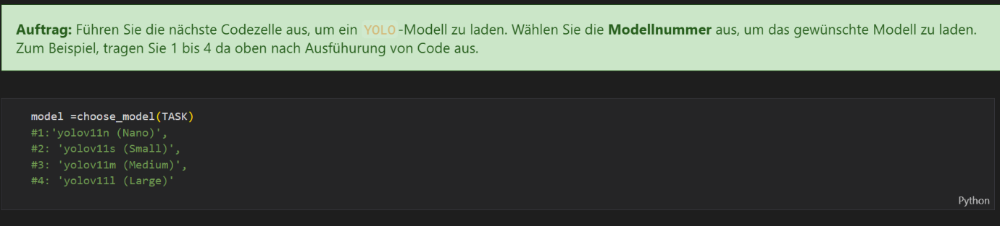 Auftrag: Führen Sie die nächste Codezelle aus, um ein YOLO-Modell zu laden. Wählen Sie die Modellnummer aus, um das gewünschte Modell zu laden.
Zum Beispiel, tragen Sie 1 bis 4 da oben nach Ausfühurung von Code aus.
model =choose_model(TASK)
#1:'yolov11n (Nano)',
#2: 'yolov11s (Small)',
#3: 'yolov11m (Medium)',
#4: 'yolov11l (Large)'
Python